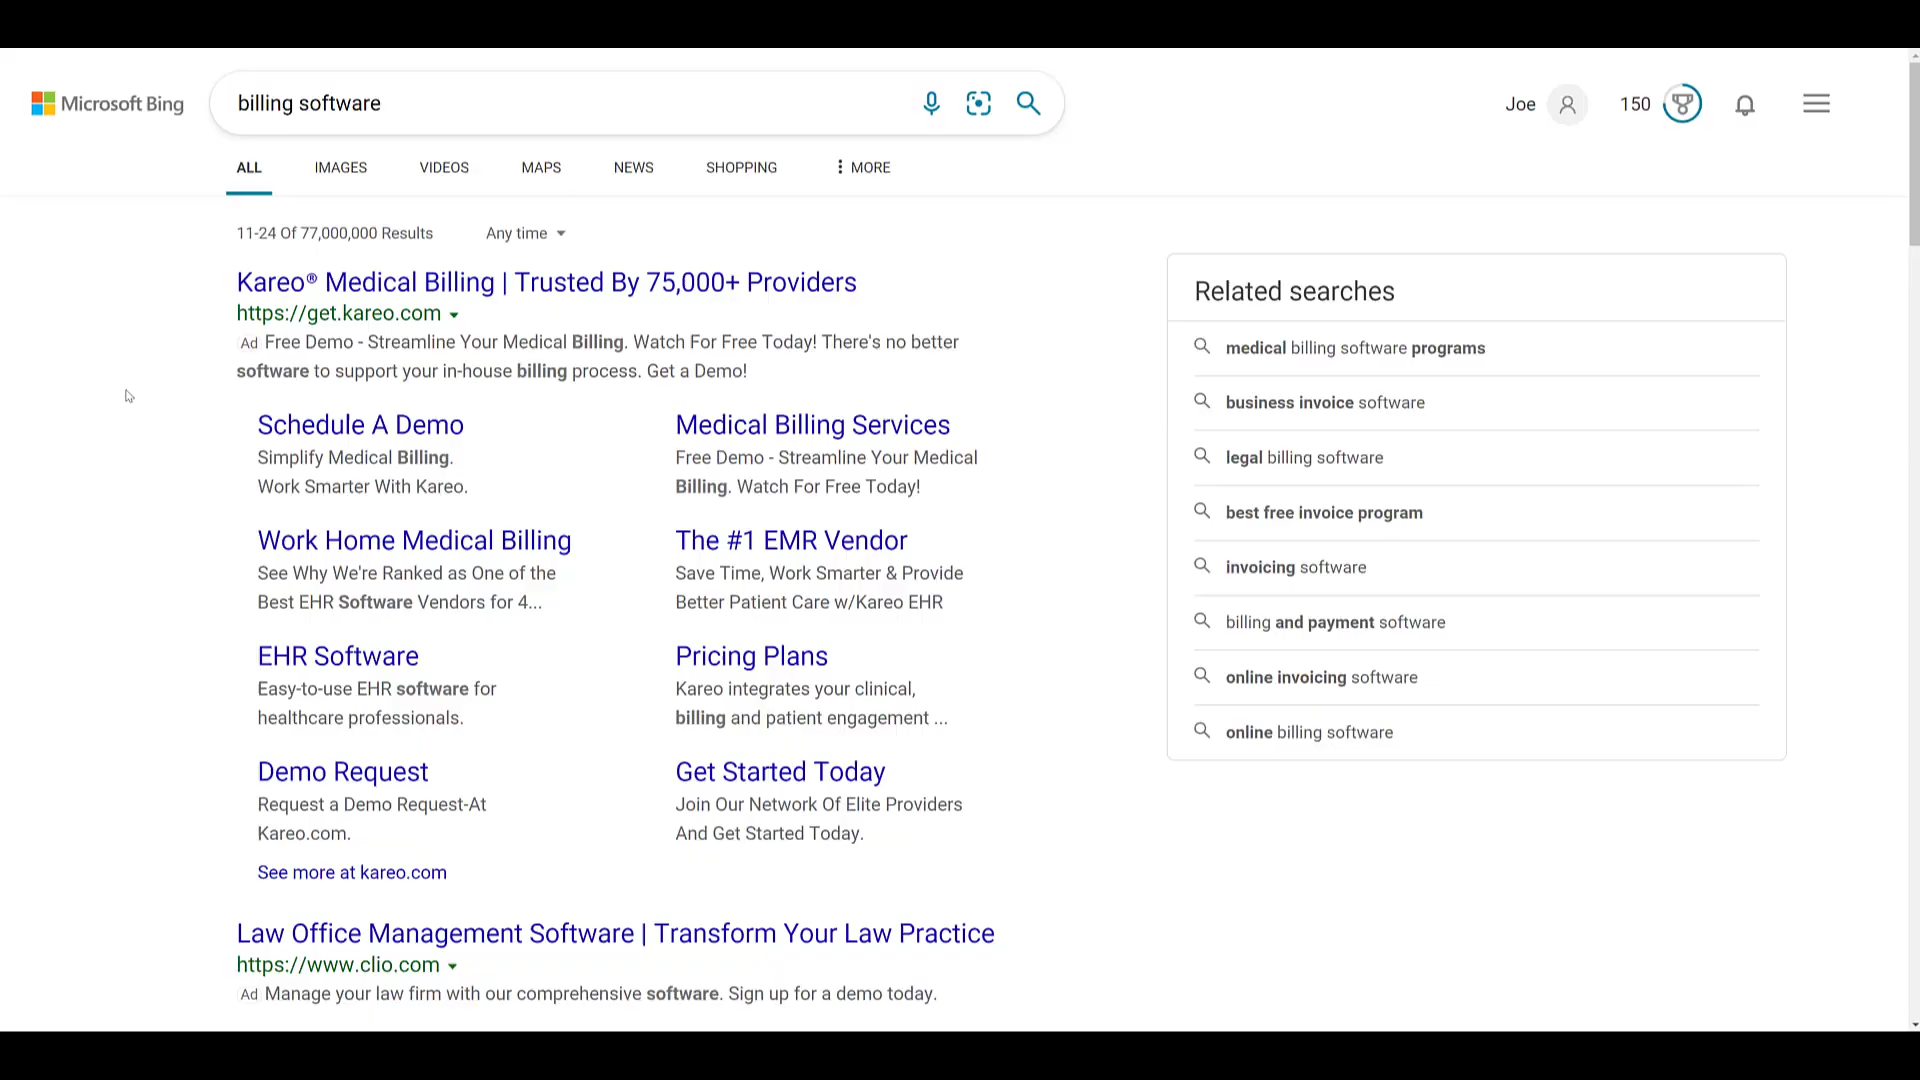 Microsoft Bing
billing software
Joe
150
ALL
IMAGES
VIDEOS
MAPS
NEWS
SHOPPING
MORE
11-24 Of 77,000,000 Results
Any time
Kareo® Medical Billing | Trusted By 75,000+ Providers
https://get.kareo.com
Ad Free Demo - Streamline Your Medical Billing. Watch For Free Today! There's no better
software to support your in-house billing process. Get a Demo!
Schedule A Demo
Simplify Medical Billing.
Work Smarter With Kareo.
Medical Billing Services
Free Demo - Streamline Your Medical
Billing. Watch For Free Today!
Work Home Medical Billing
See Why We're Ranked as One of the
Best EHR Software Vendors for 4...
The #1 EMR Vendor
Save Time, Work Smarter & Provide
Better Patient Care w/Kareo EHR
EHR Software
Easy-to-use EHR software for
healthcare professionals.
Pricing Plans
Kareo integrates your clinical,
billing and patient engagement ...
Demo Request
Request a Demo Request-At
Kareo.com.
Get Started Today
Join Our Network Of Elite Providers
And Get Started Today.
See more at kareo.com
Law Office Management Software | Transform Your Law Practice
https://www.clio.com
Ad Manage your law firm with our comprehensive software. Sign up for a demo today.
Related searches
medical billing software programs
business invoice software
legal billing software
best free invoice program
invoicing software
billing and payment software
online invoicing software
online billing software